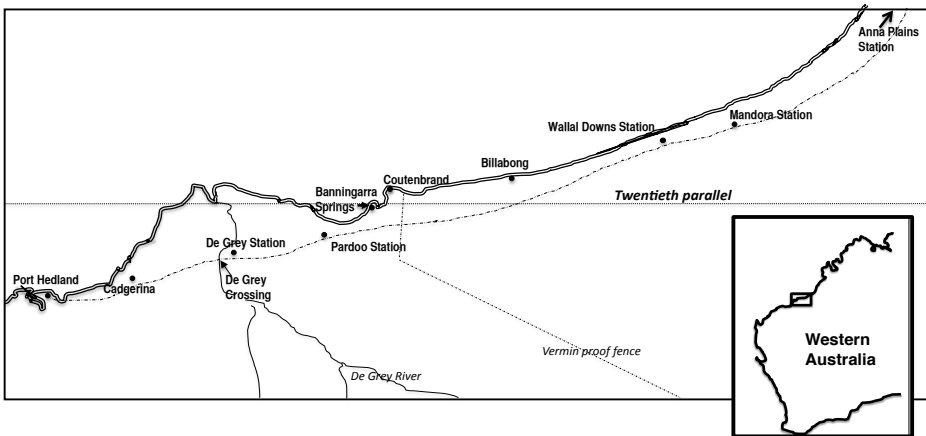 Anna Plains
Station
Mandora Station
Wallal Downs Station
Billabong
Coutenbrand
Banningarra
Springs
Twentieth parallel
De Grey Station
Pardoo Station
Port Hedland
Cadgerina
De Grey
Crossing
Vermin proof fence
De Grey River
Western
Australia